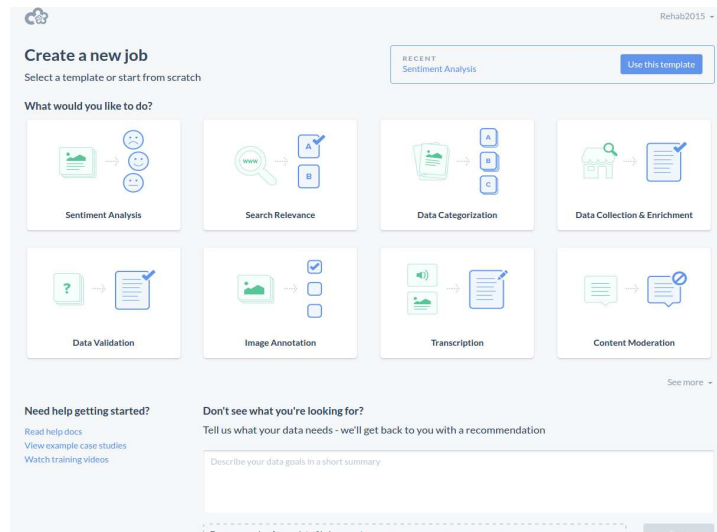 Rehab2015
Create a new job
Select a template or start from scratch
RECENT
Sentiment Analysis
Use this template
What would you like to do?
WWW
A
B
A
B
C
Sentiment Analysis
Search Relevance
Data Categorization
Data Collection & Enrichment
?
Data Validation
Image Annotation
Transcription
Content Moderation
See more
Need help getting started?
Read help docs
View example case studies
Watch training videos
Don't see what you're looking for?
Tell us what your data needs - we'll get back to you with a recommendation
Describe your data goals in a short summary